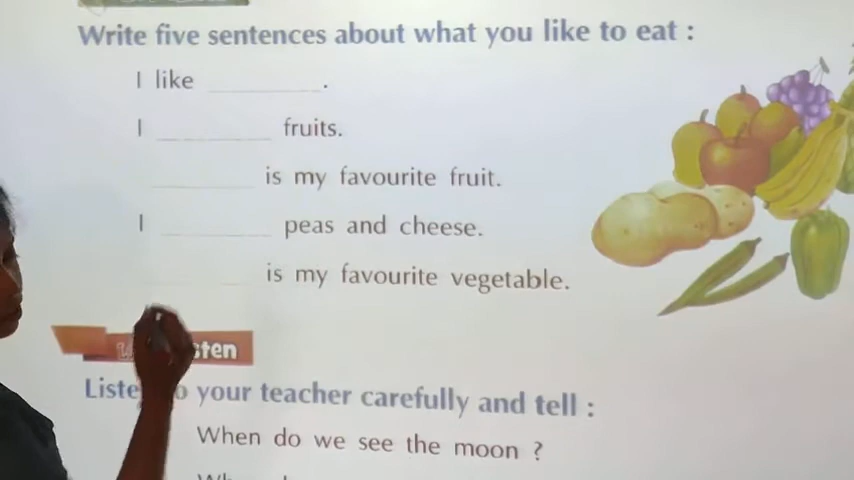 Write five sentences about what you like to eat :
I like ________.
I ________ fruits.
________ is my favourite fruit.
I ________ peas and cheese.
________ is my favourite vegetable.
Listen to your teacher carefully and tell :
When do we see the moon ?